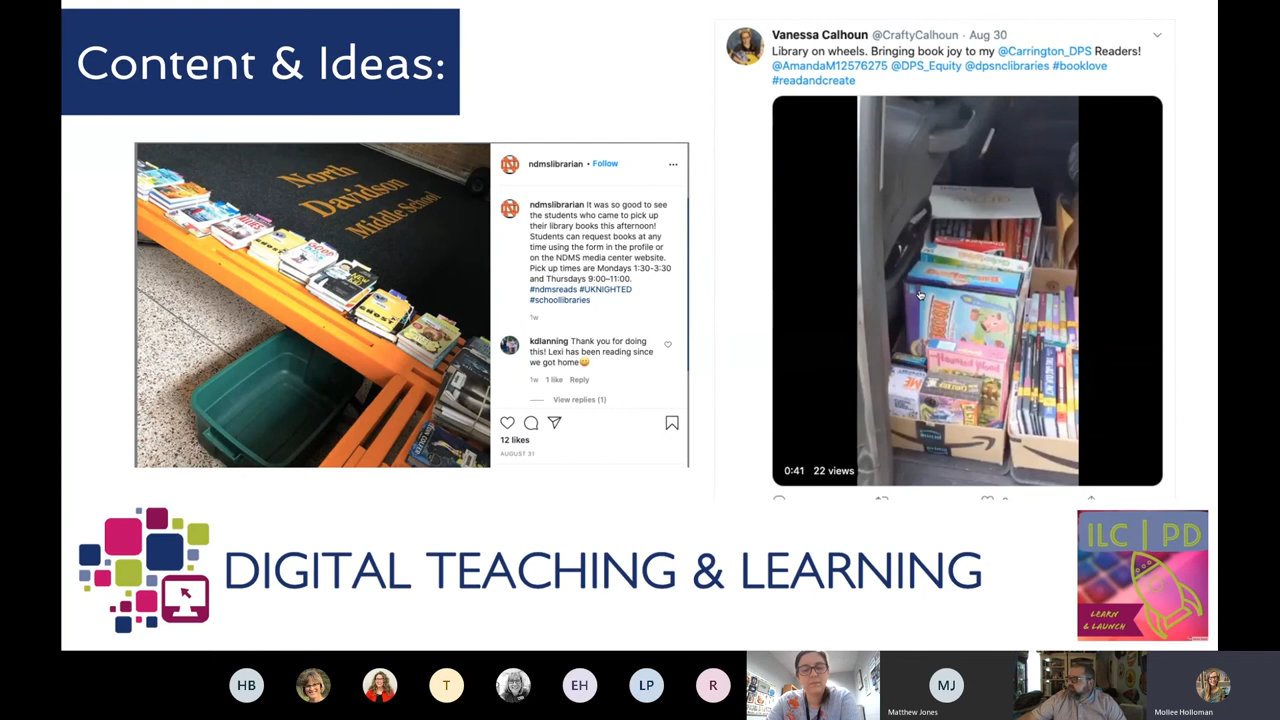 Content & Ideas:
Vanessa Calhoun @CraftyCalhoun · Aug 30
Library on wheels. Bringing book joy to my @Carrington_DPS Readers!
@AmandaM12576275 @DPS_Equity @dpsnclibraries #booklove
#readandcreate
North
Davidson
Middle School
GHOST
GHOST
ndmslibrarian • Follow
...
ndmslibrarian It was so good to see
the students who came to pick up
their library books this afternoon!
Students can request books at any
time using the form in the profile or
on the NDMS media center website.
Pick up times are Mondays 1:30-3:30
and Thursdays 9:00–11:00.
#ndmsreads #UKNIGHTED
#schoollibraries
1w
kdlanning Thank you for doing
this! Lexi has been reading since
we got home😄
1w 1 like Reply
View replies (1)
12 likes
AUGUST 31
0:41 22 views
DIGITAL TEACHING & LEARNING
ILC | PD
LEARN
& LAUNCH
HB
T
EH
LP
R
MJ
Matthew Jones
Mollee Holloman